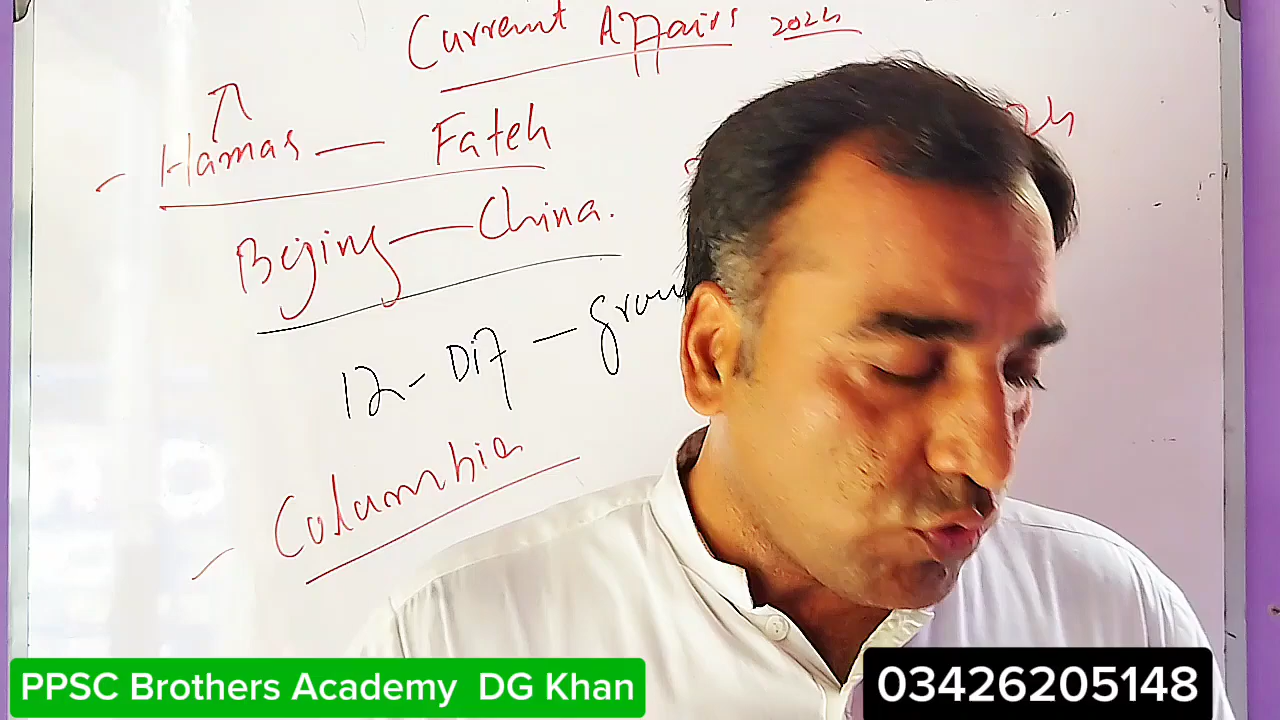 Current Affairs 2024
- Hamas — Fateh
Bejing — China.
12 - Dif - grou
- Columbia
PPSC Brothers Academy DG Khan
03426205148